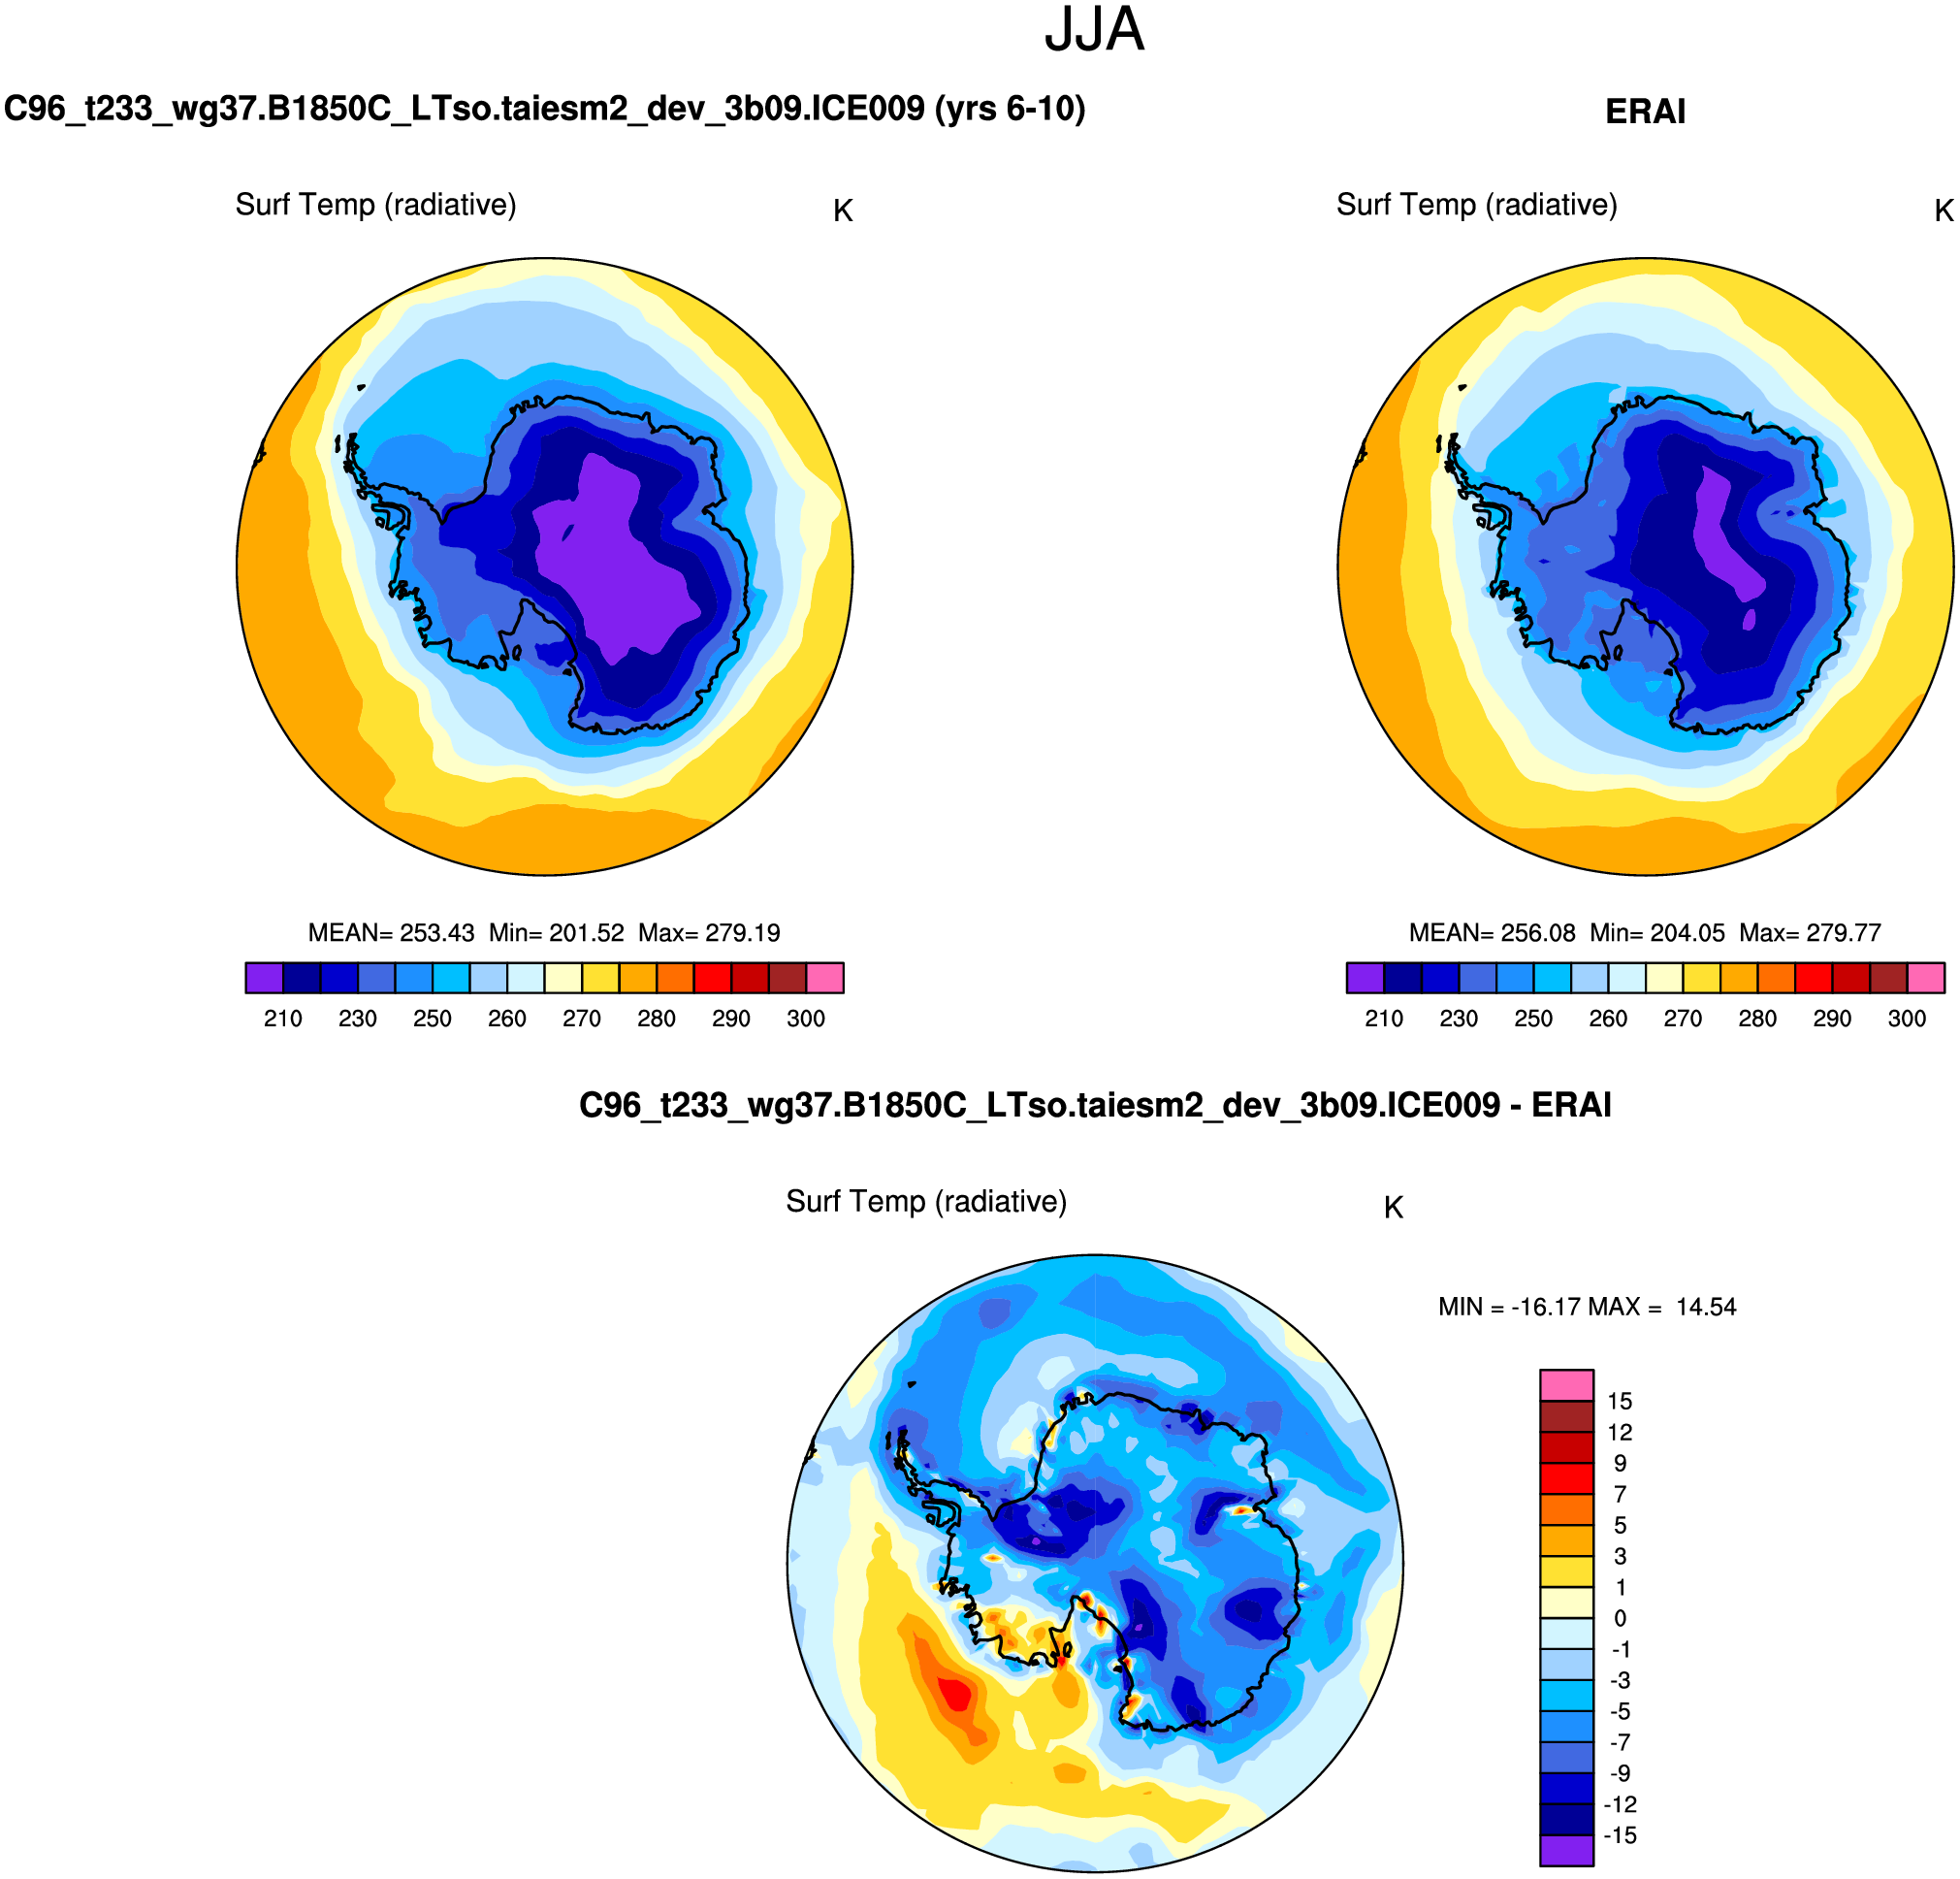 JJA
C96_t233_wg37.B1850C_LTso.taiesm2_dev_3b09.ICE009 (yrs 6-10)
ERAI
Surf Temp (radiative) K
Surf Temp (radiative) K
MEAN= 253.43 Min= 201.52 Max= 279.19
MEAN= 256.08 Min= 204.05 Max= 279.77
210 230 250 260 270 280 290 300
210 230 250 260 270 280 290 300
C96_t233_wg37.B1850C_LTso.taiesm2_dev_3b09.ICE009 - ERAI
Surf Temp (radiative) K
MIN = -16.17 MAX = 14.54
15
12
9
7
5
3
1
0
-1
-3
-5
-7
-9
-12
-15